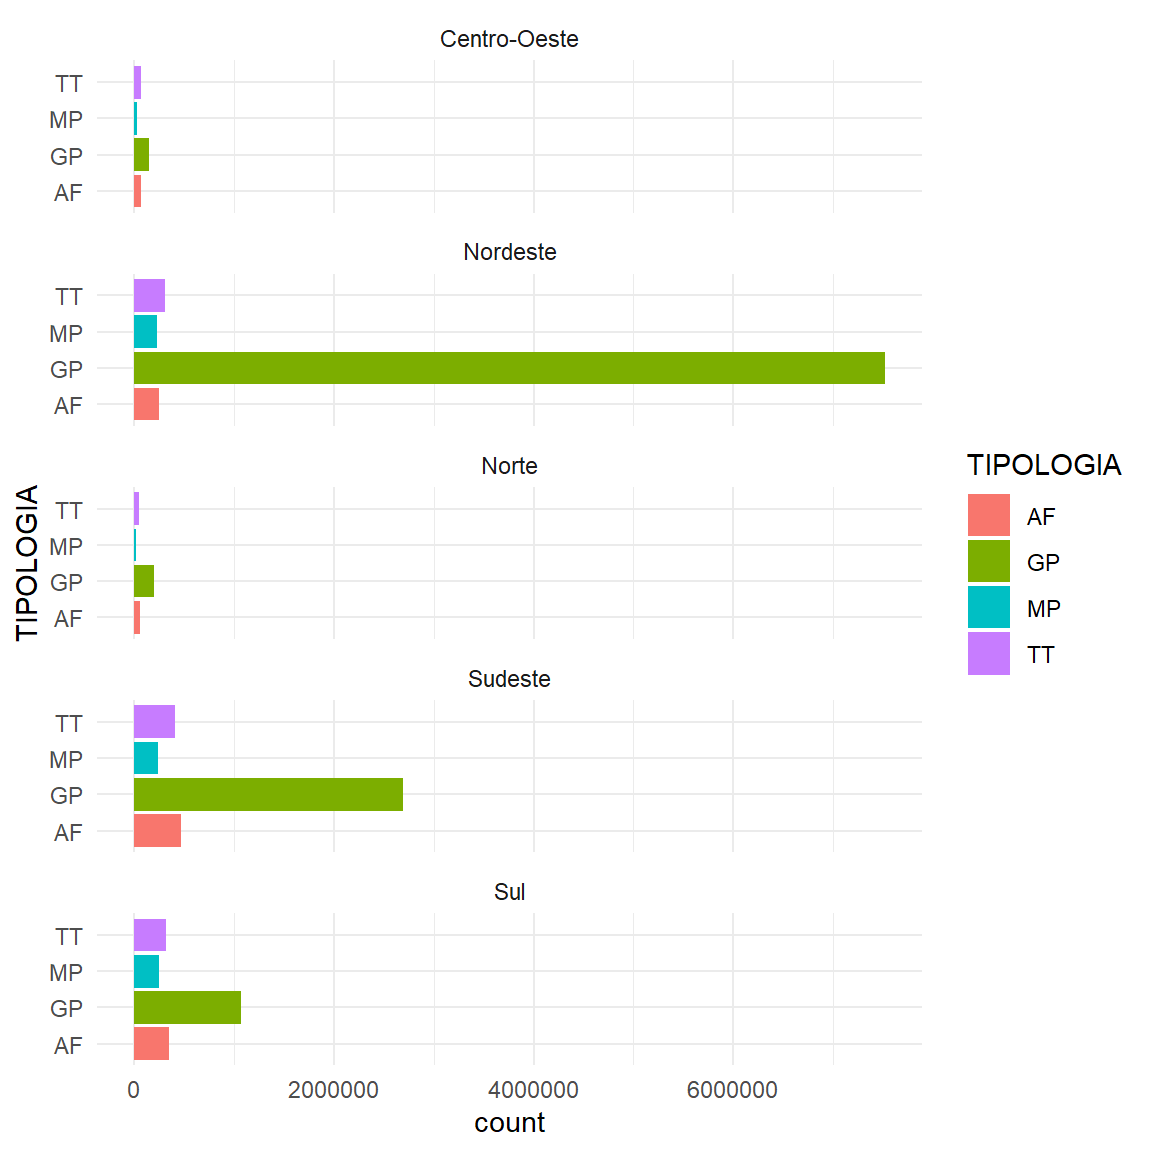 Centro-Oeste
TT
MP
GP
AF
Nordeste
TT
MP
GP
AF
Norte
TT
MP
GP
AF
Sudeste
TT
MP
GP
AF
Sul
TT
MP
GP
AF
0 2000000 4000000 6000000
count
TIPOLOGIA
TIPOLOGIA
AF
GP
MP
TT